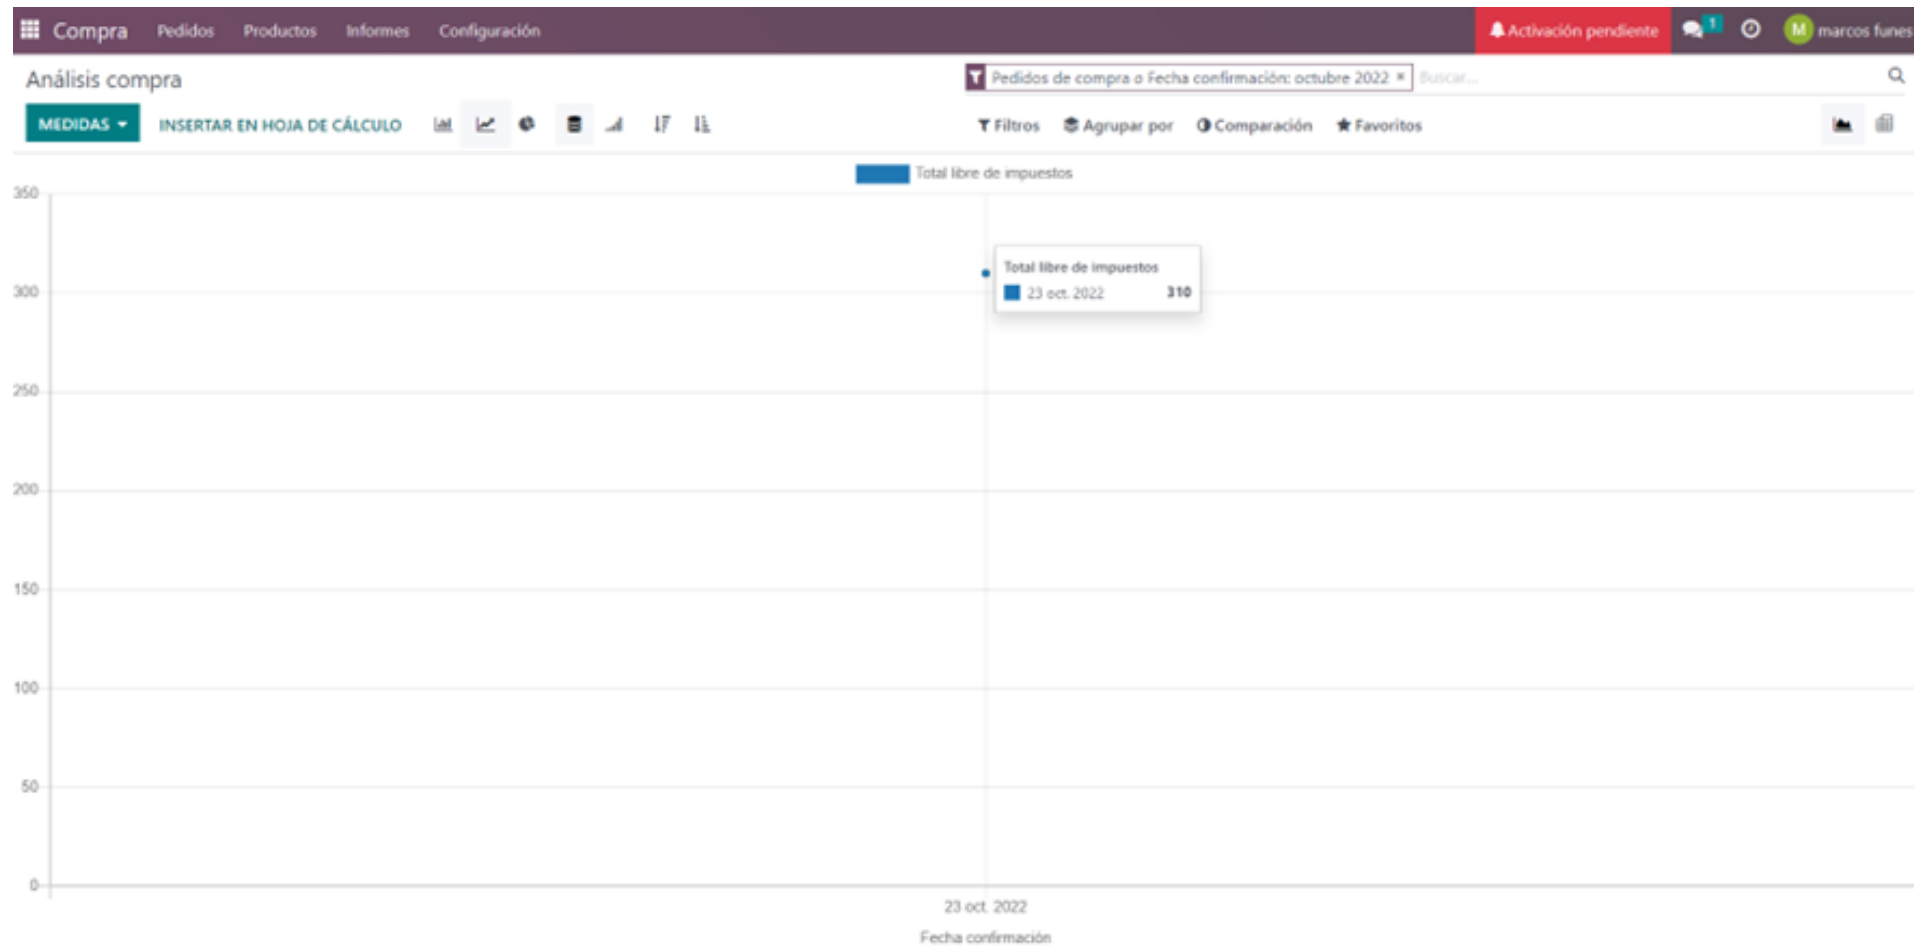 Compra Pedidos Productos Informes Configuración Activación pendiente 1 M marcos funes
Análisis compra Pedidos de compra o Fecha confirmación: octubre 2022 × Buscar...
MEDIDAS INSERTAR EN HOJA DE CÁLCULO Filtros Agrupar por Comparación Favoritos
Total libre de impuestos
350
Total libre de impuestos
23 oct. 2022 310
300
250
200
150
100
50
0
23 oct. 2022
Fecha confirmación